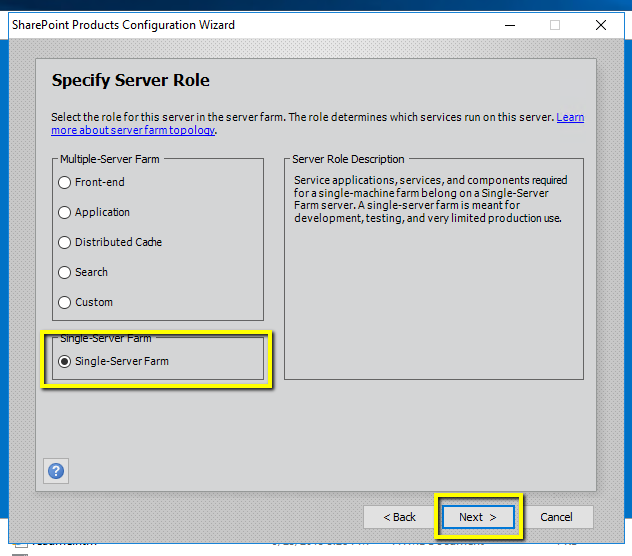 SharePoint Products Configuration Wizard
Specify Server Role
Select the role for this server in the server farm. The role determines which services run on this server. Learn
more about server farm topology.
Multiple-Server Farm
Front-end
Application
Distributed Cache
Search
Custom
Single-Server Farm
Single-Server Farm
Server Role Description
Service applications, services, and components required
for a single-machine farm belong on a Single-Server
Farm server. A single-server farm is meant for
development, testing, and very limited production use.
?
< Back
Next >
Cancel